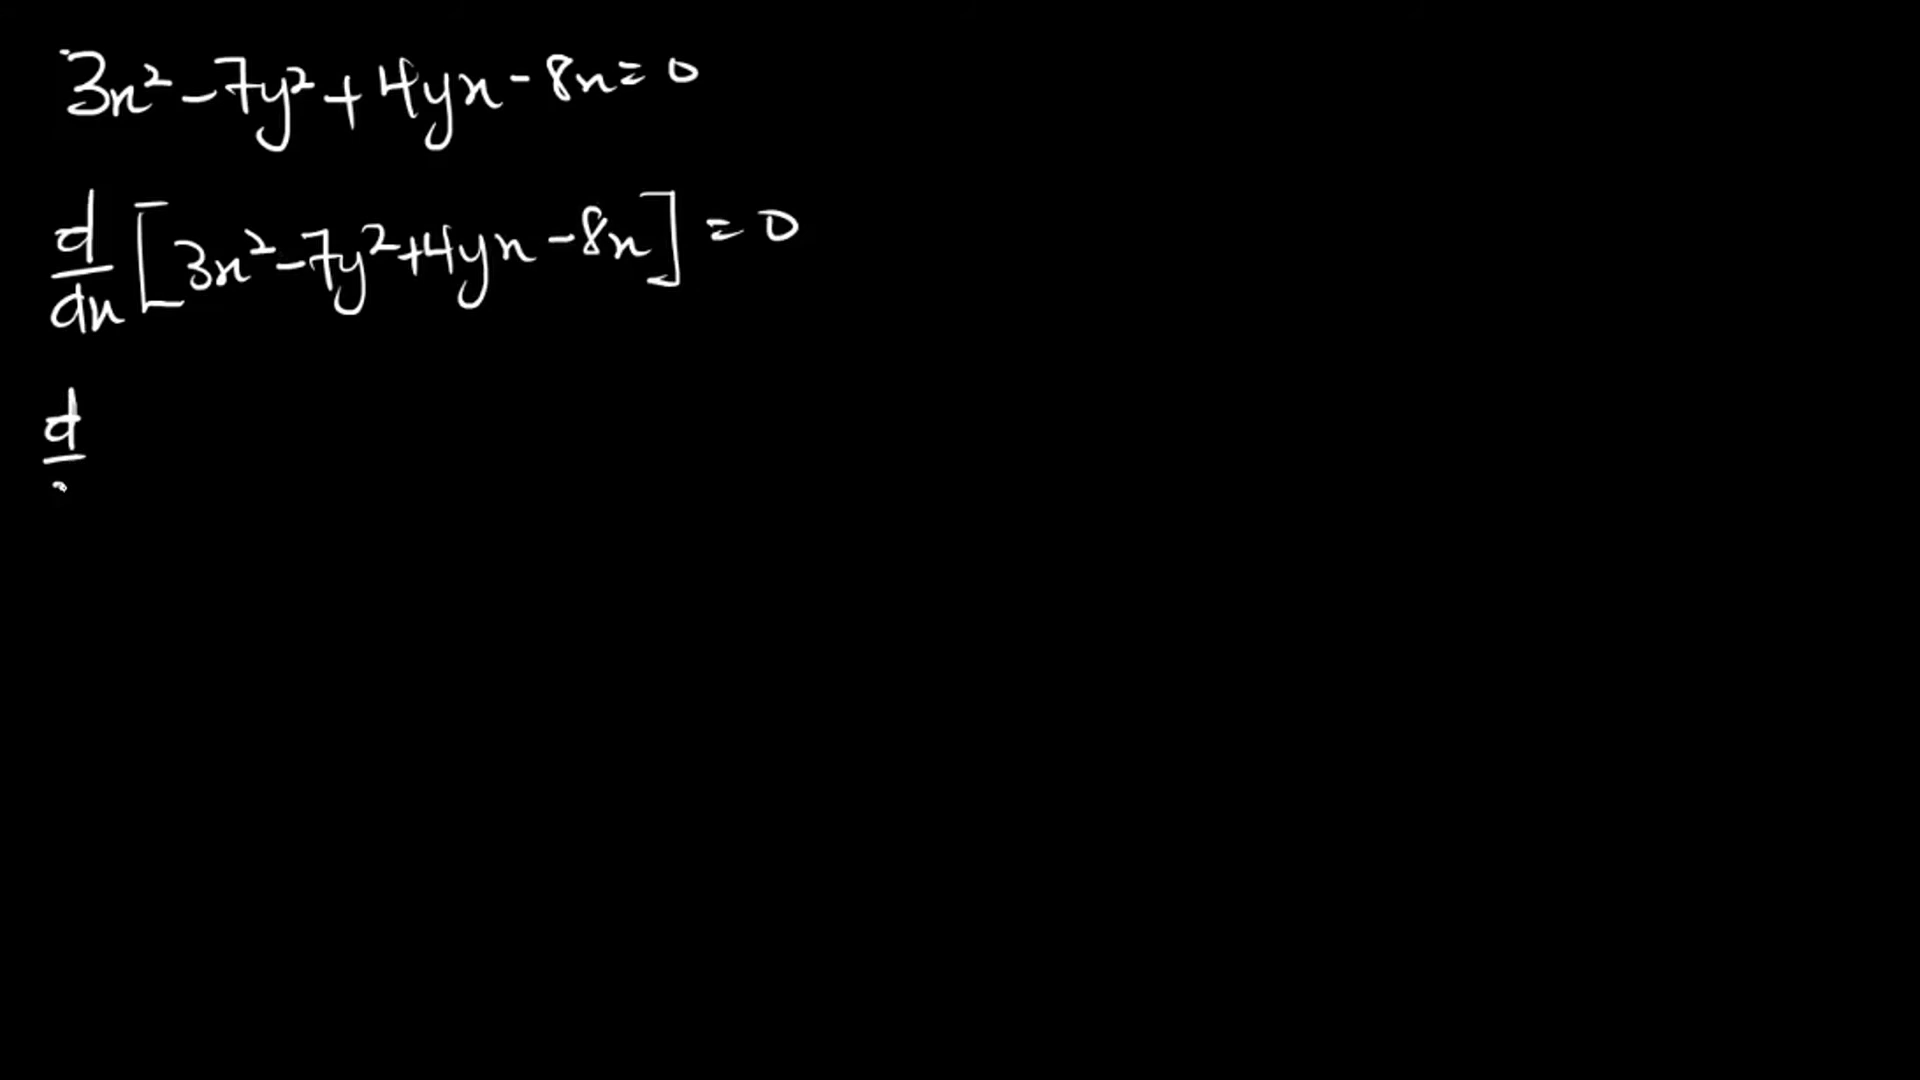 3x² - 7y² + 4yx - 8x = 0
d/dx [3x² - 7y² + 4yx - 8x] = 0
d